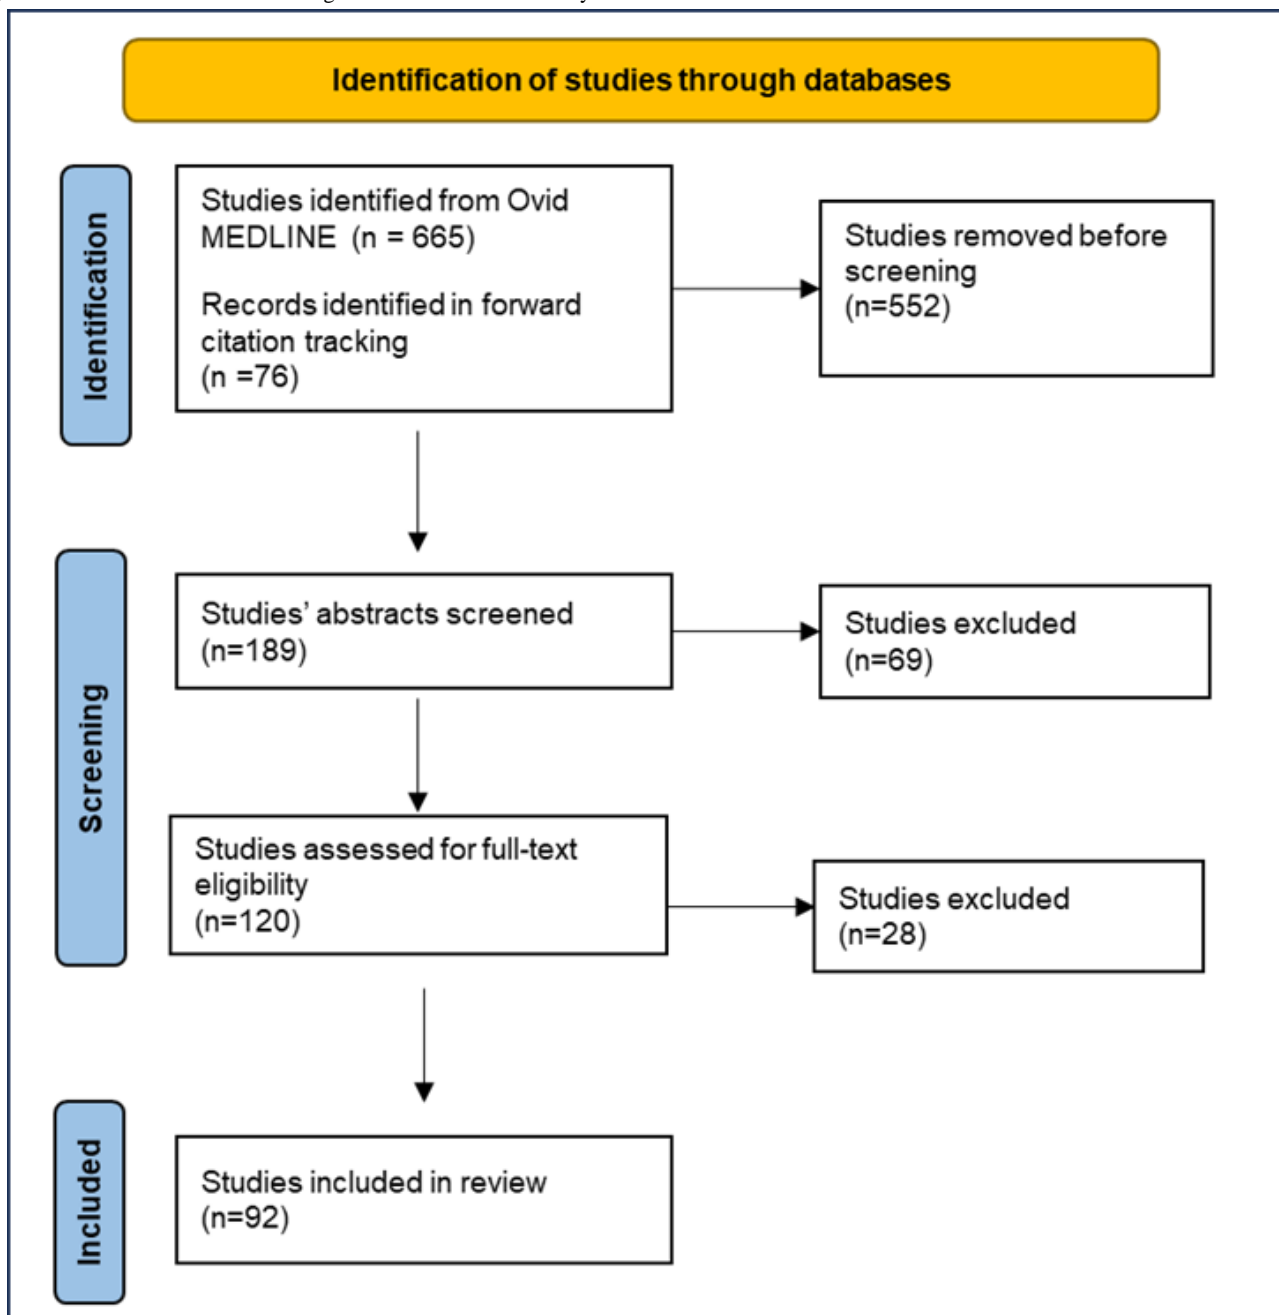 Identification of studies through databases
Identification
Studies identified from Ovid
MEDLINE (n = 665)
Records identified in forward
citation tracking
(n =76)
Studies removed before
screening
(n=552)
Screening
Studies’ abstracts screened
(n=189)
Studies excluded
(n=69)
Studies assessed for full-text
eligibility
(n=120)
Studies excluded
(n=28)
Included
Studies included in review
(n=92)